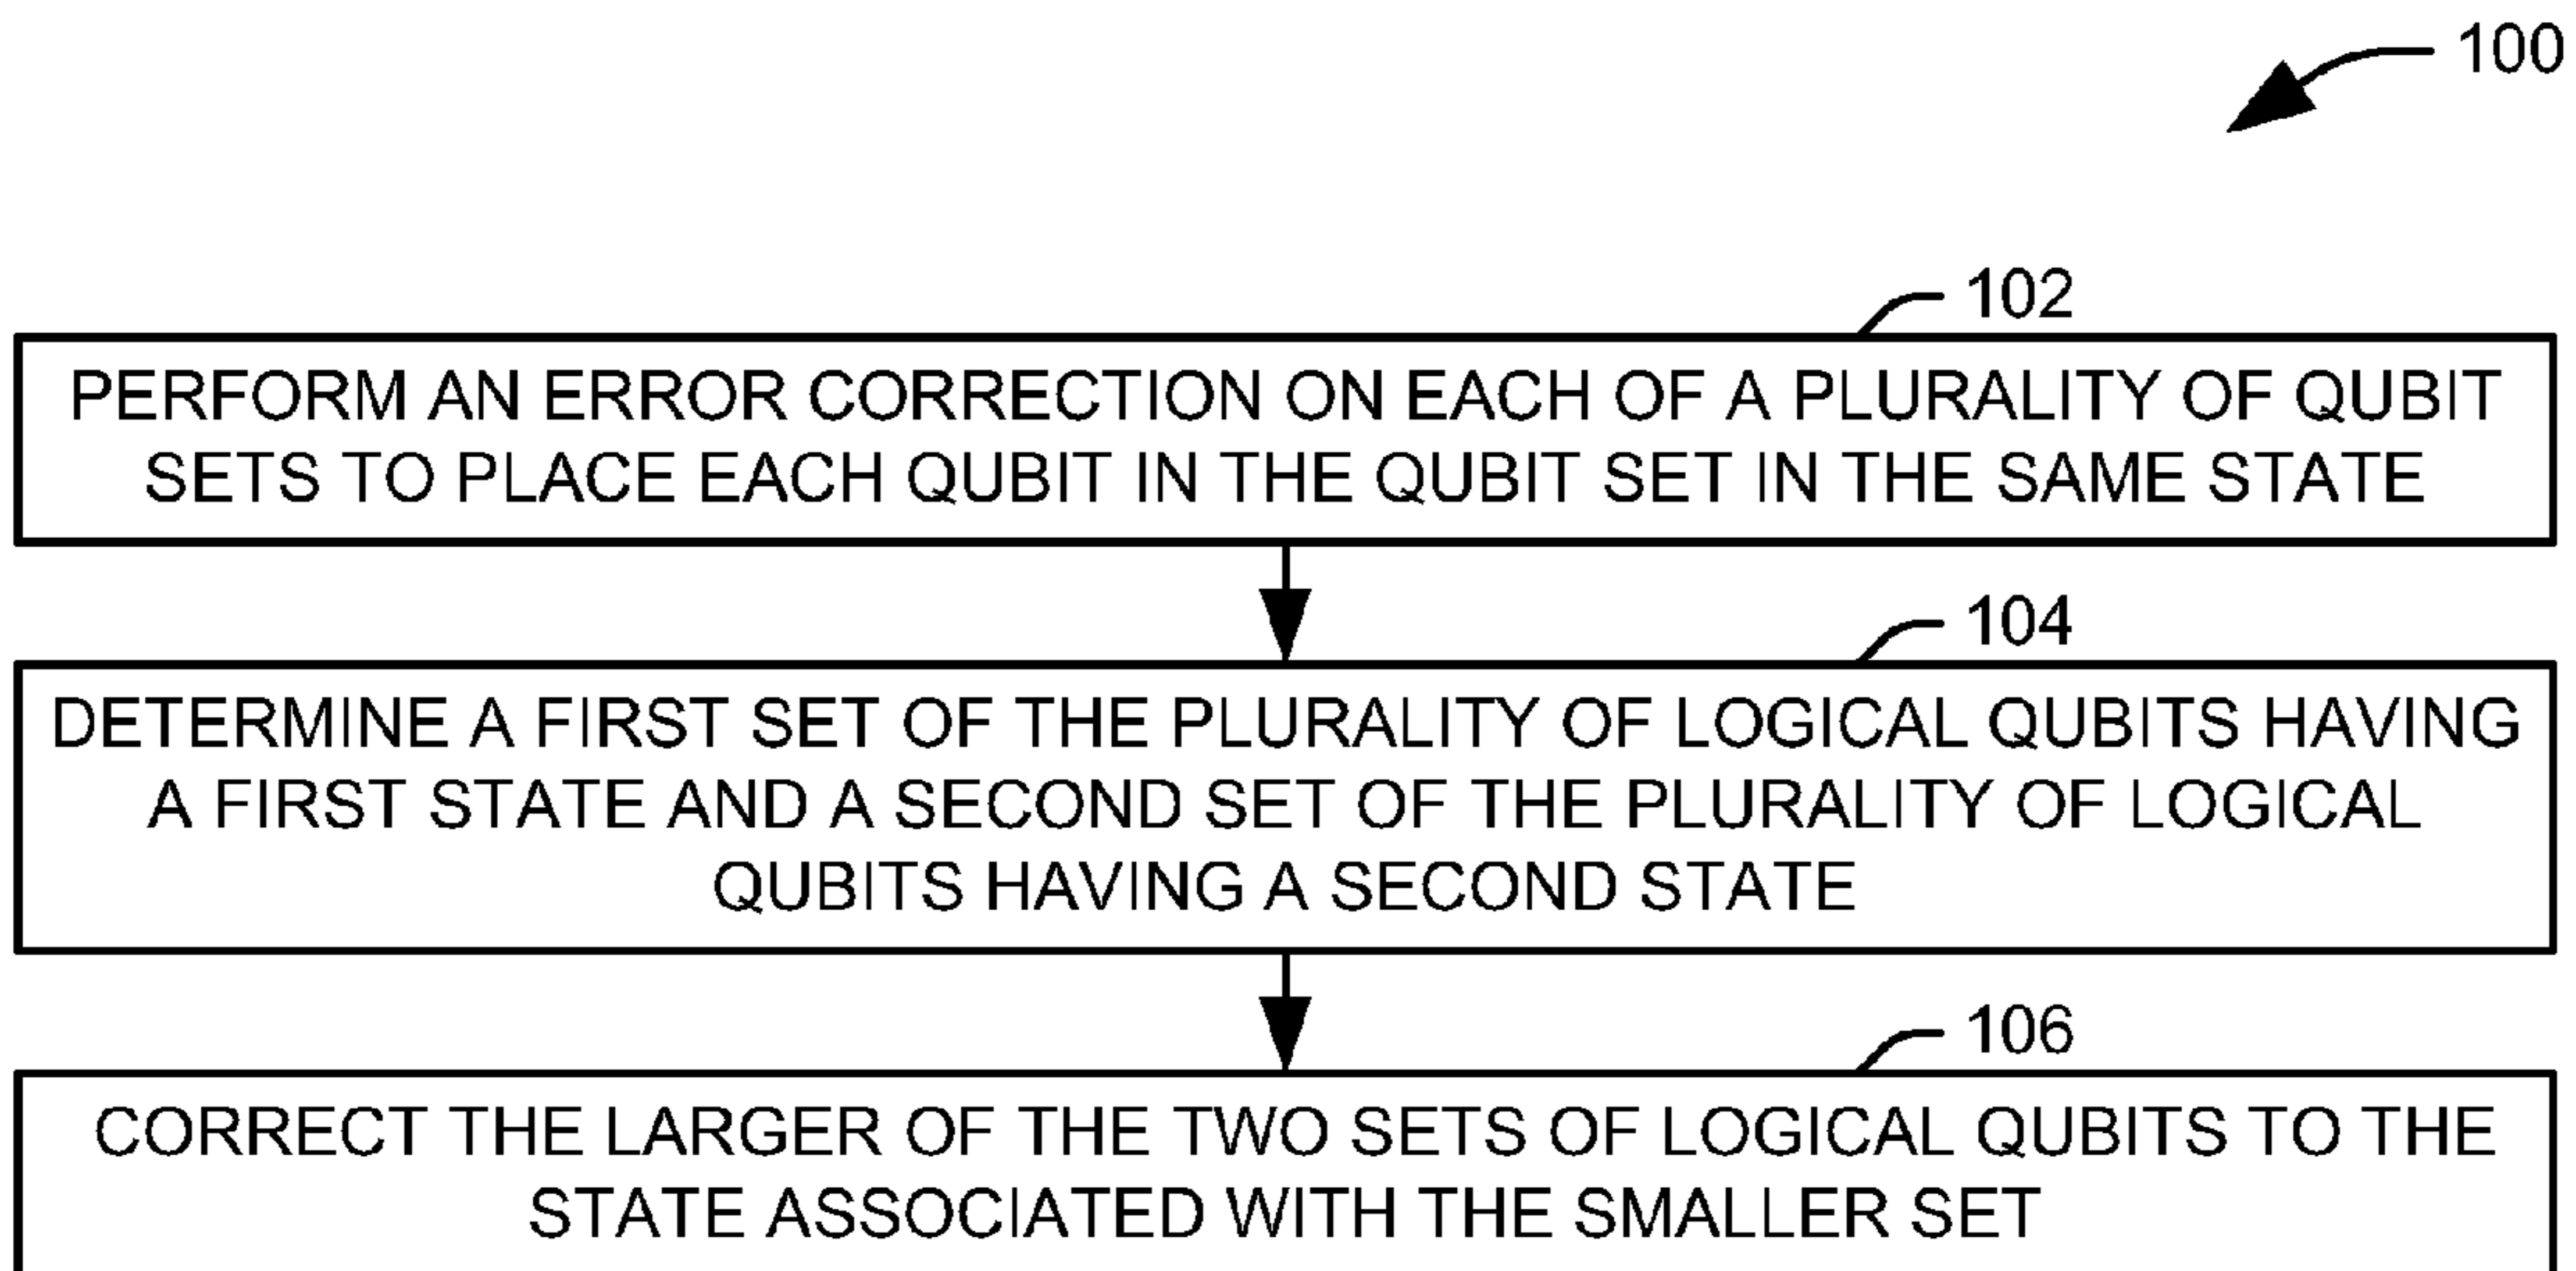 100
102
PERFORM AN ERROR CORRECTION ON EACH OF A PLURALITY OF QUBIT
SETS TO PLACE EACH QUBIT IN THE QUBIT SET IN THE SAME STATE
104
DETERMINE A FIRST SET OF THE PLURALITY OF LOGICAL QUBITS HAVING
A FIRST STATE AND A SECOND SET OF THE PLURALITY OF LOGICAL
QUBITS HAVING A SECOND STATE
106
CORRECT THE LARGER OF THE TWO SETS OF LOGICAL QUBITS TO THE
STATE ASSOCIATED WITH THE SMALLER SET